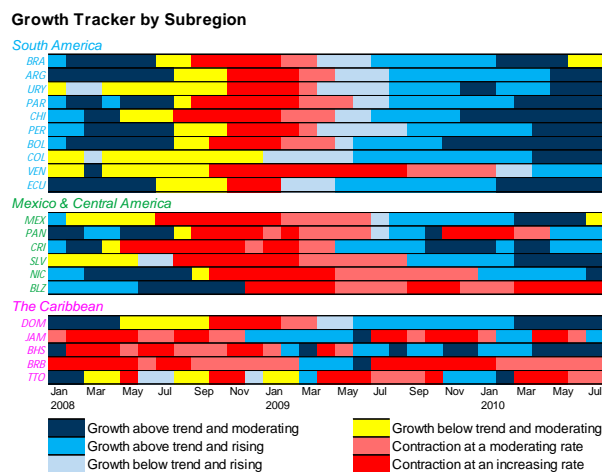 Growth Tracker by Subregion
South America
BRA
ARG
URY
PAR
CHI
PER
BOL
COL
VEN
ECU
Mexico & Central America
MEX
PAN
CRI
SLV
NIC
BLZ
The Caribbean
DOM
JAM
BHS
BRB
TTO
Jan Mar May Jul Sep Nov Jan Mar May Jul Sep Nov Jan Mar May Jul
2008 2009 2010
Growth above trend and moderating Growth below trend and moderating
Growth above trend and rising Contraction at a moderating rate
Growth below trend and rising Contraction at an increasing rate